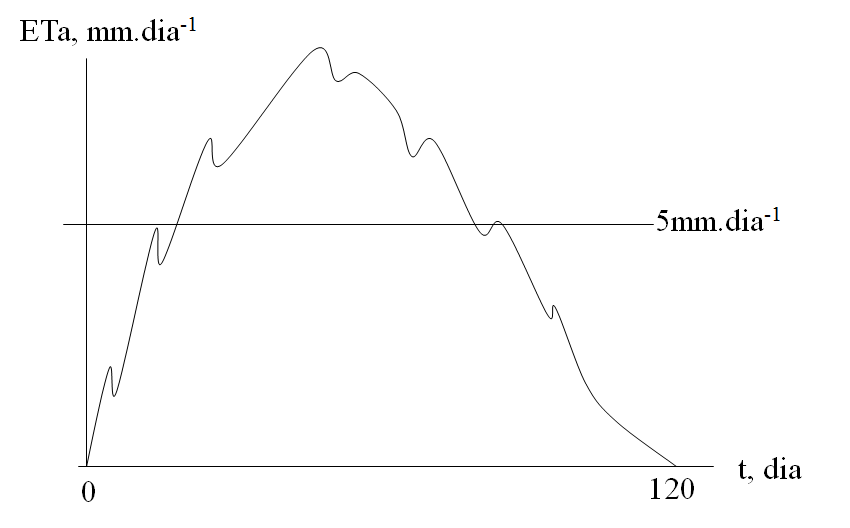 ETa, mm.dia-1
5mm.dia-1
t, dia
0
120